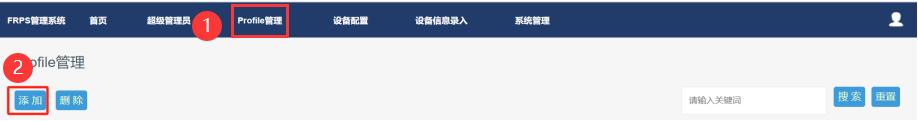 FRPS管理系统 首页 超级管理员 1 Profile管理 设备配置 设备信息录入 系统管理
2 ofile管理
添加 删除 请输入关键词 搜索 重置